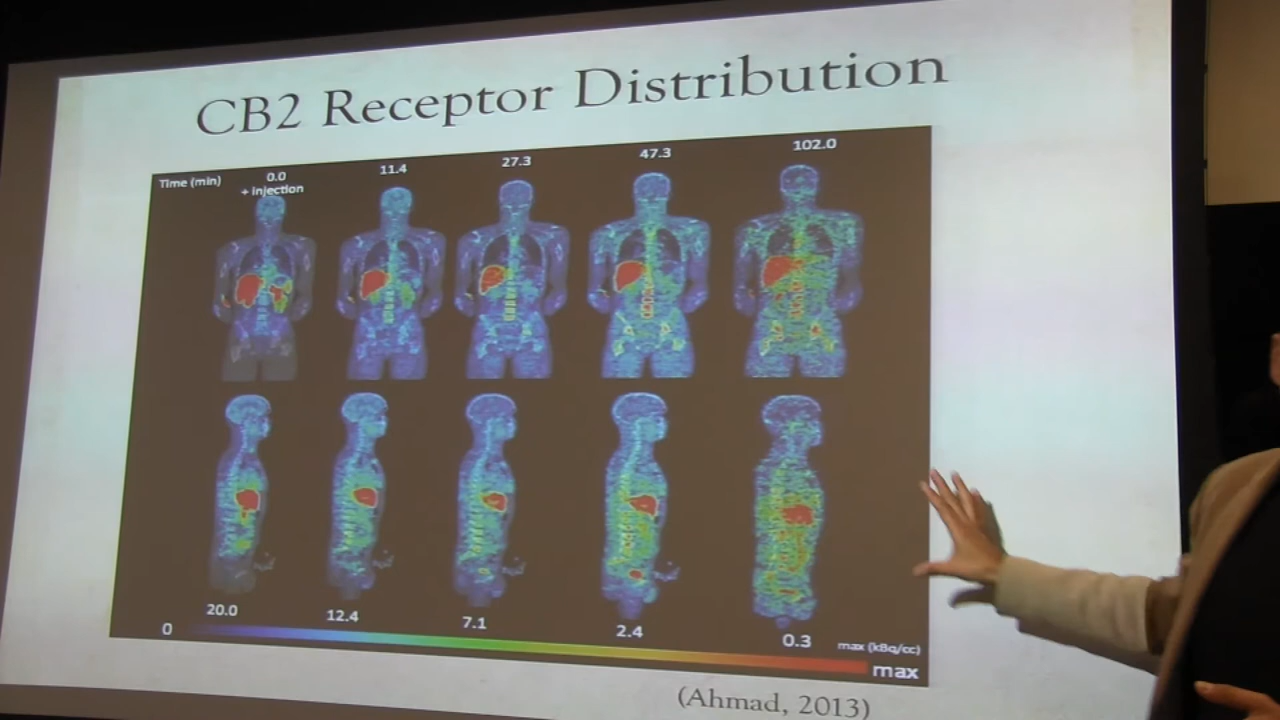 CB2 Receptor Distribution
Time (min) 0.0 11.4 27.3 47.3 102.0
+ injection
20.0 12.4 7.1 2.4 0.3 max (kBq/cc)
0 max
(Ahmad, 2013)